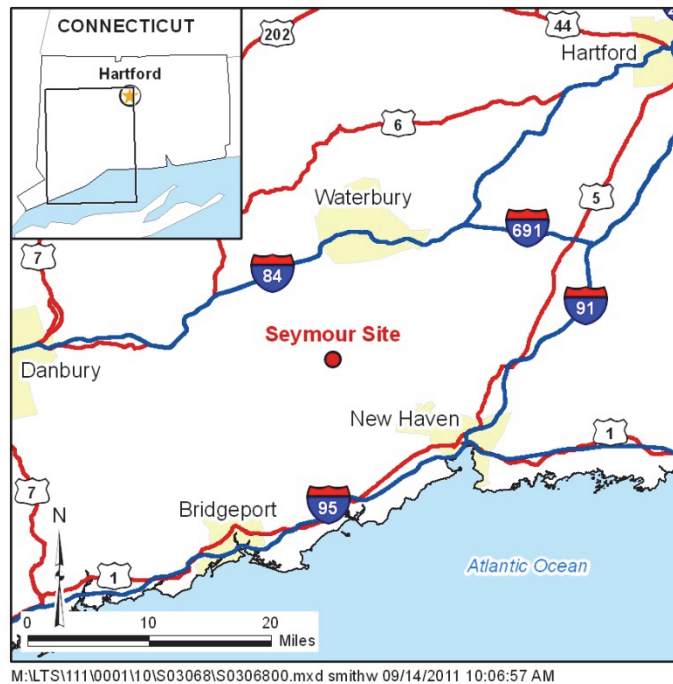 CONNECTICUT
Hartford
202
44
Hartford
6
Waterbury
5
691
7
84
91
Seymour Site
Danbury
New Haven
1
7
95
Bridgeport
N
1
Atlantic Ocean
0 10 20
Miles
M:\LTS\111\0001\10\S03068\S0306800.mxd smithw 09/14/2011 10:06:57 AM